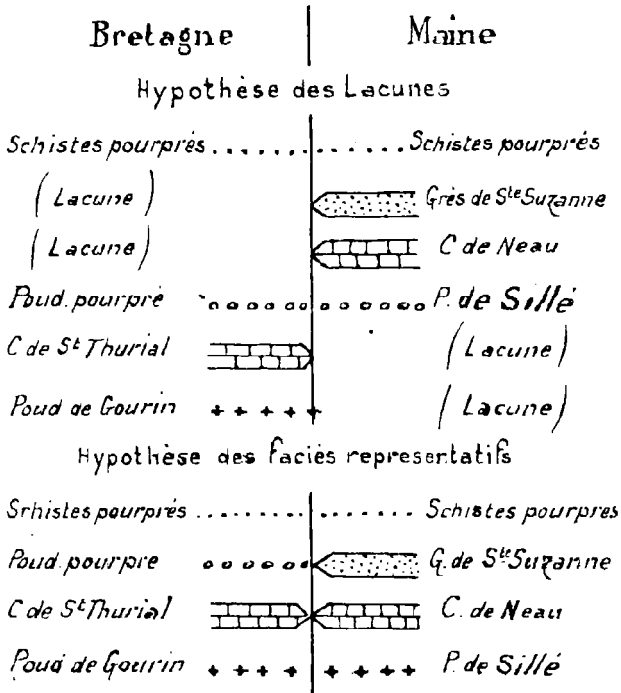 Bretagne Maine
Hypothèse des Lacunes
Schistes pourprés Schistes pourprés
(Lacune) Grès de Ste Suzanne
(Lacune) C de Neau
Poud. pourpré P. de Sillé
C de St Thurial (Lacune)
Poud de Gourin (Lacune)
Hypothèse des faciès representatifs
Srhistes pourprés Schistes pourpres
Poud. pourpre G. de Ste Suzanne
C de St Thurial C. de Neau
Poud de Gourin P. de Sillé